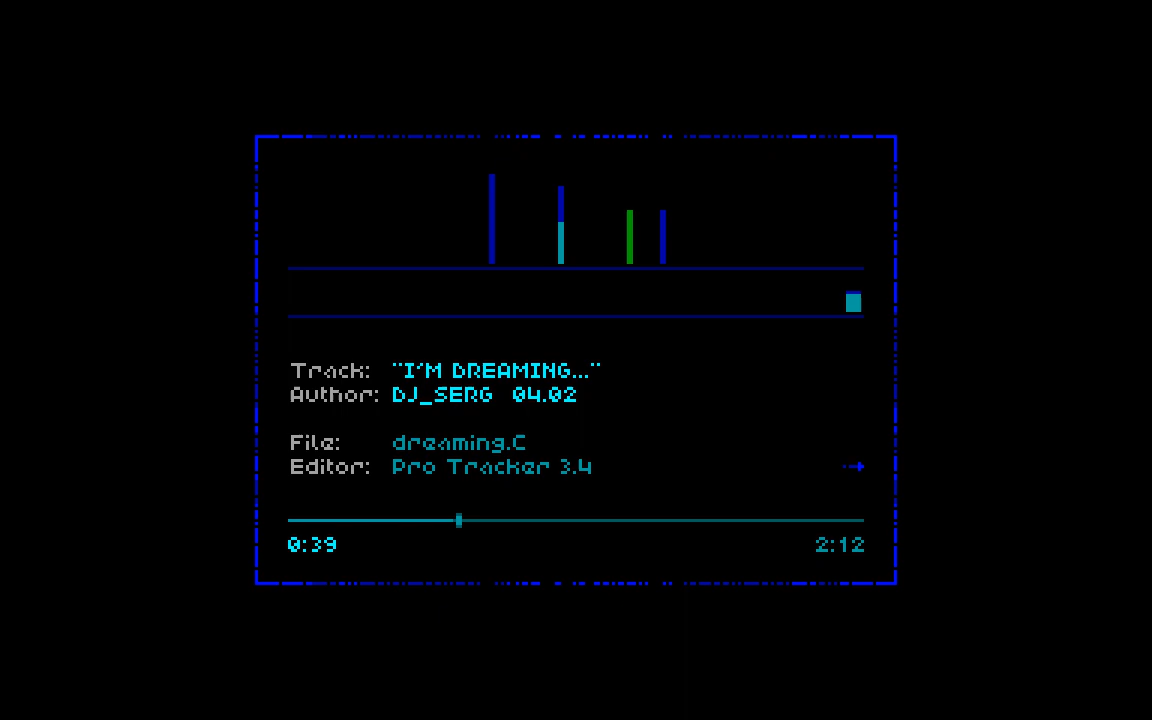 Track: "I'M DREAMING..."
Author: DJ_SERG 04.02
File: dreaming.C
Editor: Pro Tracker 3.4
0:39 2:12